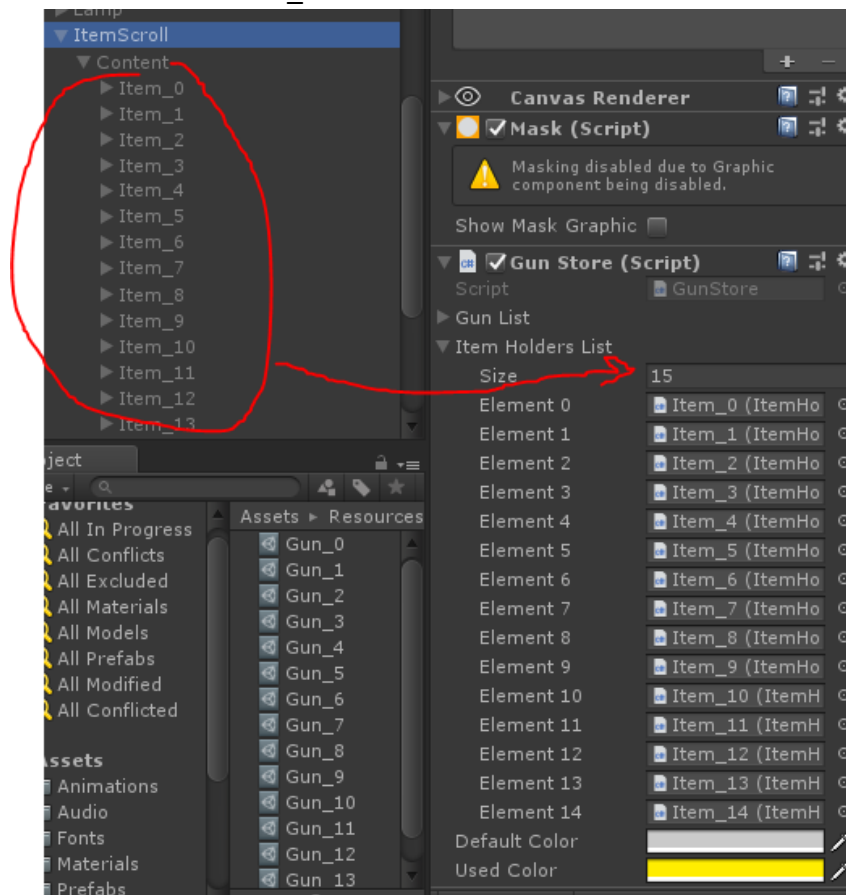 Lamp
ItemScroll
Content
Item_0
Item_1
Item_2
Item_3
Item_4
Item_5
Item_6
Item_7
Item_8
Item_9
Item_10
Item_11
Item_12
Item_13
Canvas Renderer
Mask (Script)
Masking disabled due to Graphic
component being disabled.
Show Mask Graphic
Gun Store (Script)
Script GunStore
Gun List
Item Holders List
Size 15
Element 0 Item_0 (ItemHo
Element 1 Item_1 (ItemHo
Element 2 Item_2 (ItemHo
Element 3 Item_3 (ItemHo
Element 4 Item_4 (ItemHo
Element 5 Item_5 (ItemHo
Element 6 Item_6 (ItemHo
Element 7 Item_7 (ItemHo
Element 8 Item_8 (ItemHo
Element 9 Item_9 (ItemHo
Element 10 Item_10 (ItemH
Element 11 Item_11 (ItemH
Element 12 Item_12 (ItemH
Element 13 Item_13 (ItemH
Element 14 Item_14 (ItemH
Default Color
Used Color
ject
e
avorites
All In Progress
All Conflicts
All Excluded
All Materials
All Models
All Prefabs
All Modified
All Conflicted
Assets
Animations
Audio
Fonts
Materials
Prefabs
Assets Resources
Gun_0
Gun_1
Gun_2
Gun_3
Gun_4
Gun_5
Gun_6
Gun_7
Gun_8
Gun_9
Gun_10
Gun_11
Gun_12
Gun_13